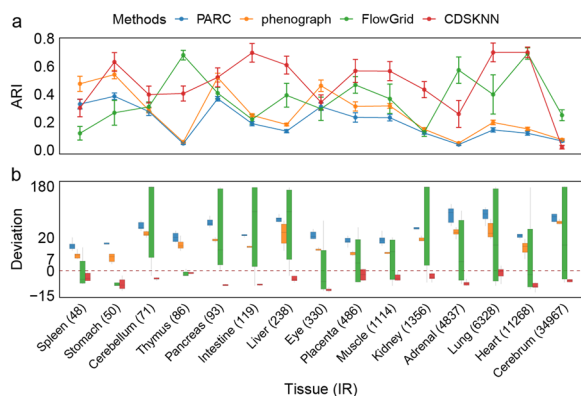 Methods PARC phenograph FlowGrid CDSKNN
a
0.8
0.6
0.4
0.2
0.0
ARI
b
180
20
7
0
−15
Deviation
Spleen (48)
Stomach (50)
Cerebellum (71)
Thymus (86)
Pancreas (93)
Intestine (119)
Liver (238)
Eye (330)
Placenta (486)
Muscle (1114)
Kidney (1356)
Adrenal (4837)
Lung (6328)
Heart (11268)
Cerebrum (34967)
Tissue (IR)